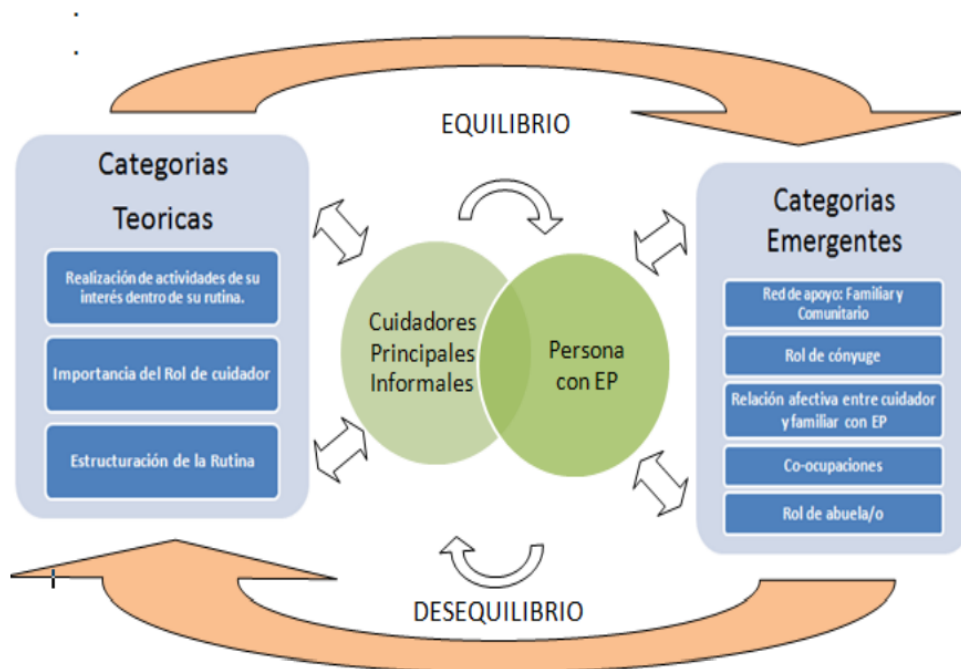 EQUILIBRIO
Categorias
Teoricas
Realización de actividades de su
interés dentro de su rutina.
Importancia del Rol de cuidador
Estructuración de la Rutina
Cuidadores
Principales
Informales
Persona
con EP
Categorias
Emergentes
Red de apoyo: Familiar y
Comunitario
Rol de cónyuge
Relación afectiva entre cuidador
y familiar con EP
Co-ocupaciones
Rol de abuela/o
DESEQUILIBRIO